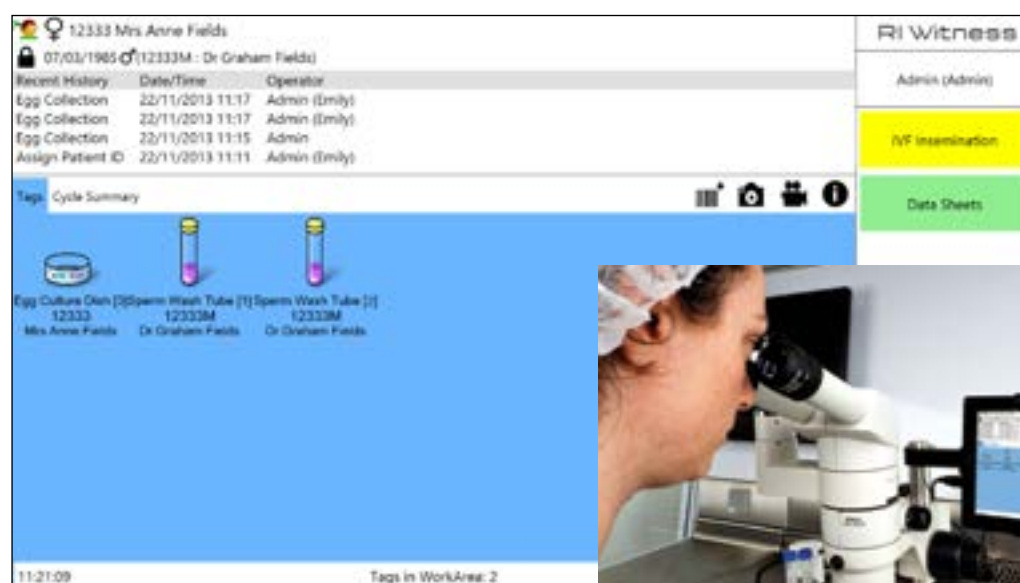 12333 Mrs Anne Fields
07/03/1985 (12333M : Dr Graham Fields)
Recent History Date/Time Operator
Egg Collection 22/11/2013 11:17 Admin (Emily)
Egg Collection 22/11/2013 11:17 Admin (Emily)
Egg Collection 22/11/2013 11:15 Admin
Assign Patient ID 22/11/2013 11:11 Admin (Emily)
RI Witness
Admin (Admin)
IVF Insemination
Data Sheets
Tags Cycle Summary
Egg Culture Dish [3] Sperm Wash Tube [1] Sperm Wash Tube [2]
12333 12333M 12333M
Mrs Anne Fields Dr Graham Fields Dr Graham Fields
11:21:09 Tags in WorkArea: 2